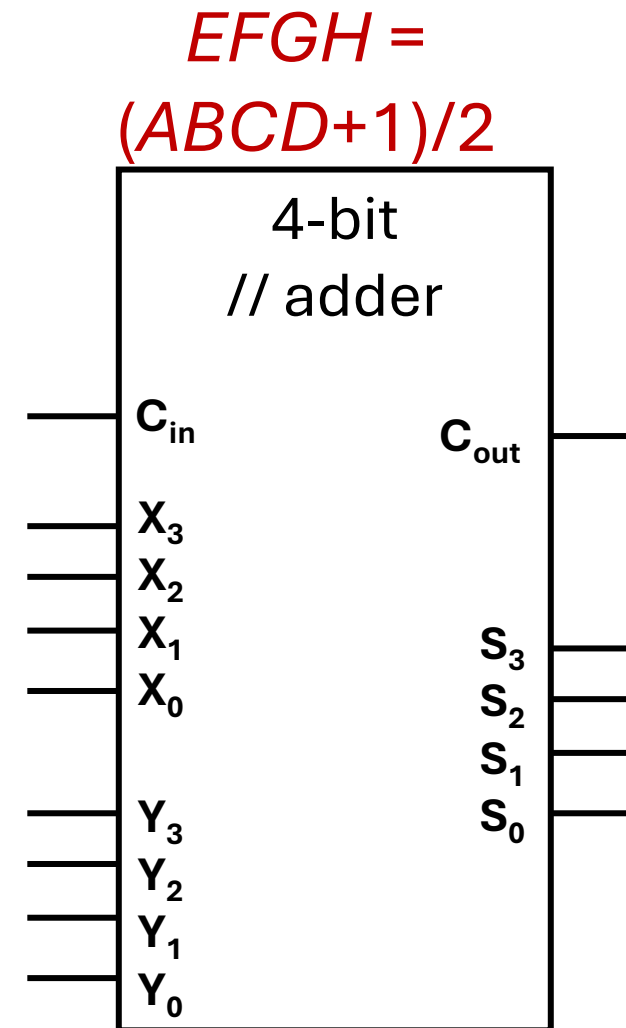 EFGH =
(ABCD+1)/2
4-bit
// adder
Cin
Cout
X3
X2
X1
X0
S3
S2
S1
S0
Y3
Y2
Y1
Y0